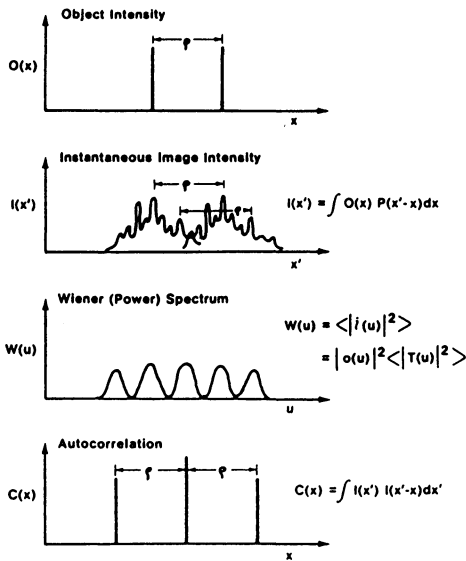 Object Intensity
ρ
O(x)
x
Instantaneous Image Intensity
ρ
ρ
I(x')
I(x') = ∫ O(x) P(x'-x)dx
x'
Wiener (Power) Spectrum
W(u)
W(u) = <|i(u)|²>
= |o(u)|²<|T(u)|²>
u
Autocorrelation
ρ ρ
C(x)
C(x) = ∫ I(x') I(x'-x)dx'
x